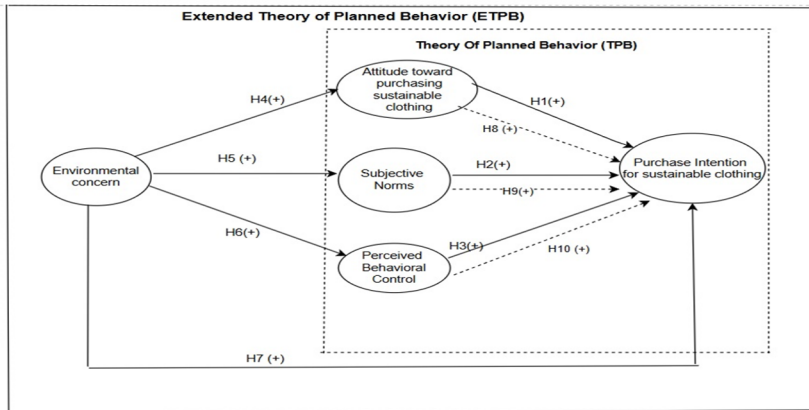 Extended Theory of Planned Behavior (ETPB)
Theory Of Planned Behavior (TPB)
Attitude toward
purchasing
sustainable
clothing
H4(+)
H1(+)
H8 (+)
Environmental
concern
H5 (+)
Subjective
Norms
H2(+)
H9(+)
Purchase Intention
for sustainable clothing
H6(+)
Perceived
Behavioral
Control
H3(+)
H10 (+)
H7 (+)